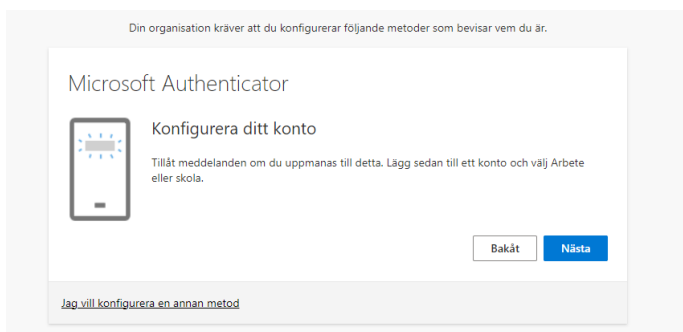 Din organisation kräver att du konfigurerar följande metoder som bevisar vem du är.
Microsoft Authenticator
Konfigurera ditt konto
Tillåt meddelanden om du uppmanas till detta. Lägg sedan till ett konto och välj Arbete
eller skola.
Bakåt
Nästa
Jag vill konfigurera en annan metod